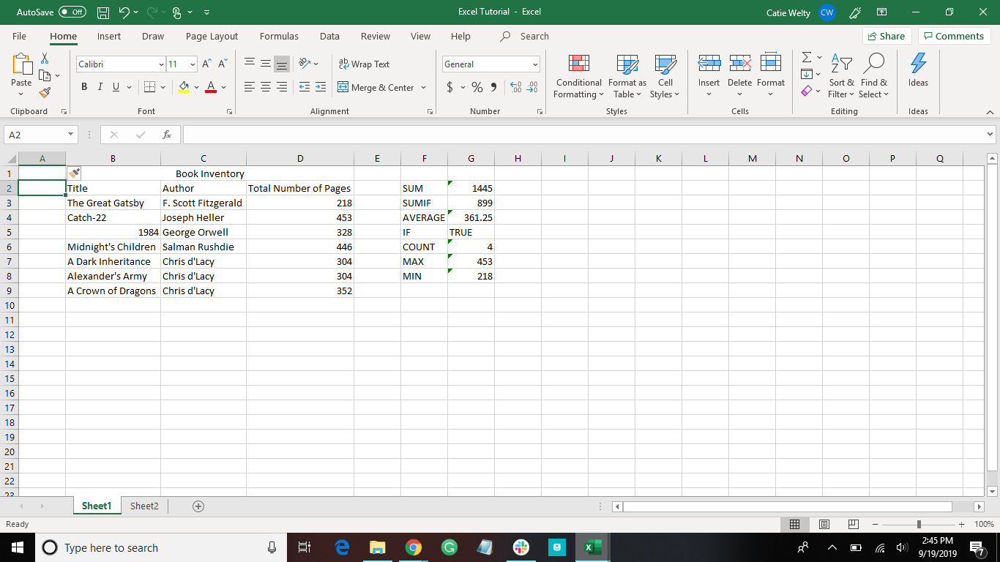 AutoSave Off Excel Tutorial - Excel Catie Welty CW
File Home Insert Draw Page Layout Formulas Data Review View Help Search Share Comments
Calibri 11 A A ab Wrap Text General
Paste B I U A Merge & Center $ % , Conditional Formatting Format as Table Cell Styles Insert Delete Format Sort & Filter Find & Select Ideas
Clipboard Font Alignment Number Styles Cells Editing Ideas
A2 fx
A B C D E F G H I J K L M N O P Q
1 Book Inventory
2 Title Author Total Number of Pages SUM 1445
3 The Great Gatsby F. Scott Fitzgerald 218 SUMIF 899
4 Catch-22 Joseph Heller 453 AVERAGE 361.25
5 1984 George Orwell 328 IF TRUE
6 Midnight's Children Salman Rushdie 446 COUNT 4
7 A Dark Inheritance Chris d'Lacy 304 MAX 453
8 Alexander's Army Chris d'Lacy 304 MIN 218
9 A Crown of Dragons Chris d'Lacy 352
10
11
12
13
14
15
16
17
18
19
20
21
22
23
Sheet1 Sheet2
Ready 100%
Type here to search 2:45 PM
9/19/2019 7